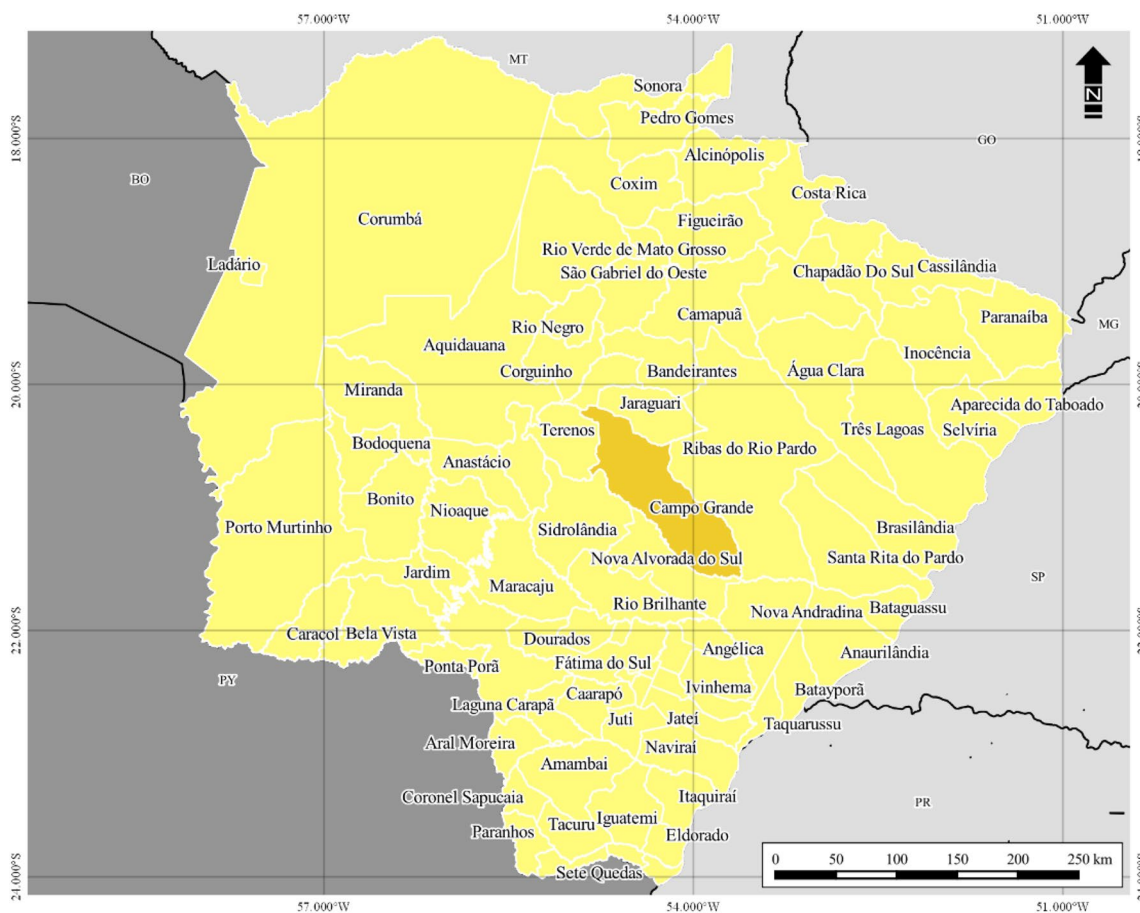 57.000°W 54.000°W 51.000°W
MT
N
Sonora
Pedro Gomes
18.000°S
GO
Alcinópolis
BO
Coxim
Costa Rica
Corumbá
Figueirão
Rio Verde de Mato Grosso
Ladário
São Gabriel do Oeste
Chapadão Do Sul
Cassilândia
Camapuã
Paranaíba
MG
Rio Negro
Aquidauana
Inocência
Corguinho
Bandeirantes
Água Clara
20.000°S
Miranda
Jaraguari
Aparecida do Taboado
Terenos
Três Lagoas
Selvíria
Bodoquena
Ribas do Rio Pardo
Anastácio
Bonito
Nioaque
Campo Grande
Porto Murtinho
Sidrolândia
Brasilândia
Nova Alvorada do Sul
Santa Rita do Pardo
Jardim
SP
Maracaju
Rio Brilhante
Nova Andradina
Bataguassu
22.000°S
Caracol
Bela Vista
Dourados
Angélica
Anaurilândia
Ponta Porã
Fátima do Sul
PY
Caarapó
Ivinhema
Batayporã
Laguna Carapã
Juti
Jateí
Taquarussu
Aral Moreira
Naviraí
Amambai
Coronel Sapucaia
Itaquiraí
PR
Paranhos
Tacuru
Iguatemi
Eldorado
0 50 100 150 200 250 km
Sete Quedas
24.000°S
57.000°W 54.000°W 51.000°W